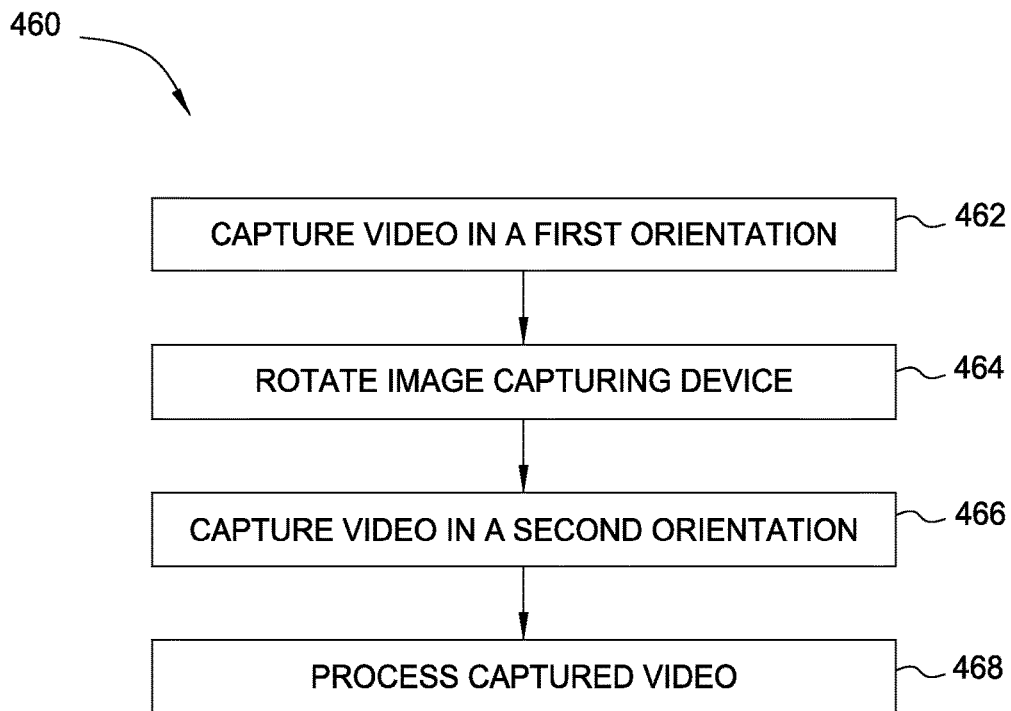 460
CAPTURE VIDEO IN A FIRST ORIENTATION
462
ROTATE IMAGE CAPTURING DEVICE
464
CAPTURE VIDEO IN A SECOND ORIENTATION
466
PROCESS CAPTURED VIDEO
468